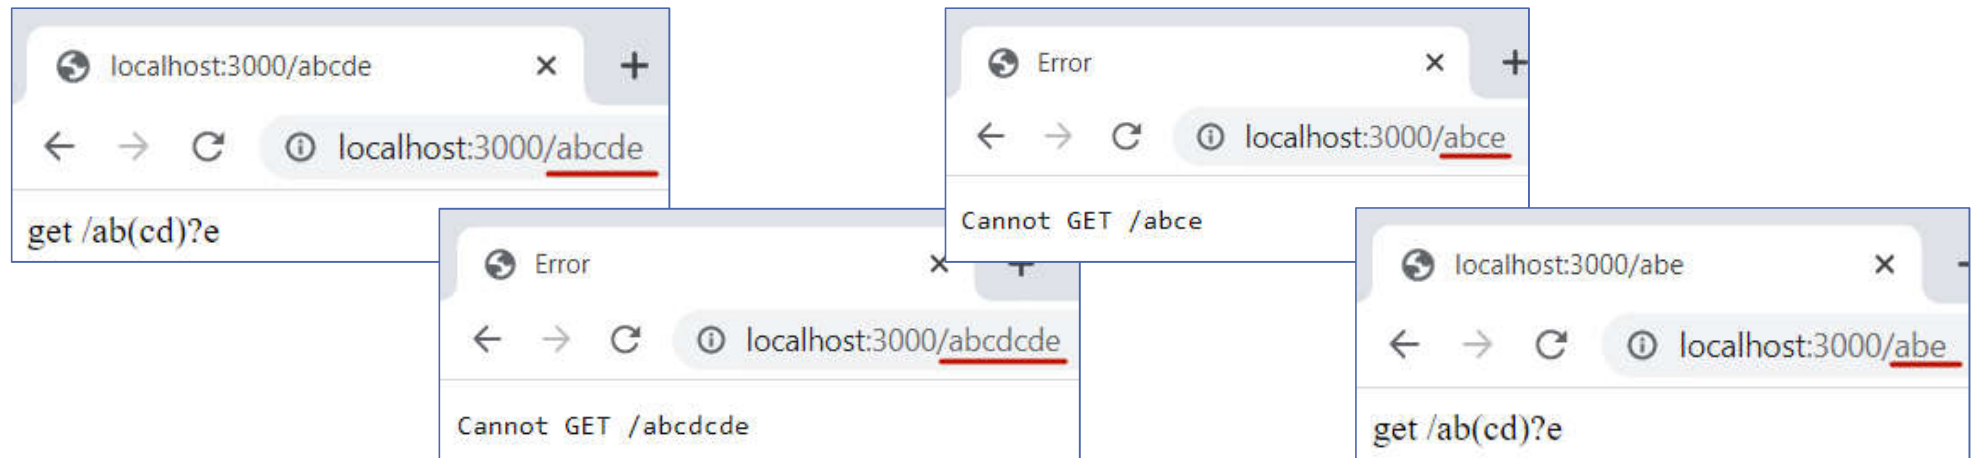 localhost:3000/abcde
localhost:3000/abcde
get /ab(cd)?e
Error
localhost:3000/abcdcde
Cannot GET /abcdcde
Error
localhost:3000/abce
Cannot GET /abce
localhost:3000/abe
localhost:3000/abe
get /ab(cd)?e